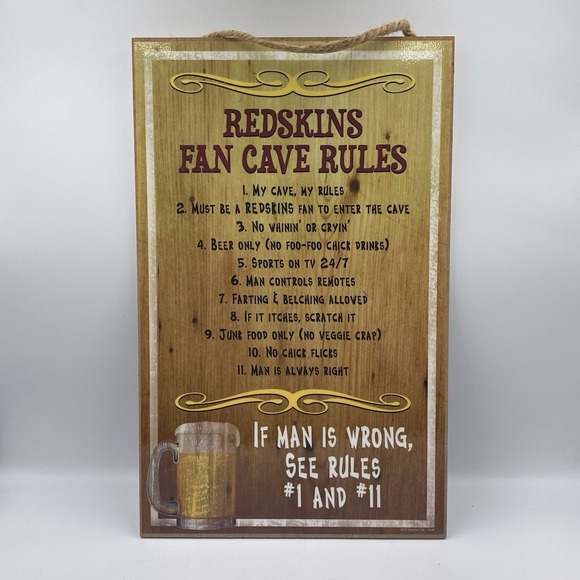 REDSKINS
FAN CAVE RULES
1. MY CAVE, MY RULES
2. MUST BE A REDSKINS FAN TO ENTER THE CAVE
3. NO WHININ' OR CRYIN'
4. BEER ONLY (NO FOO-FOO CHICK DRINKS)
5. SPORTS ON TV 24/7
6. MAN CONTROLS REMOTES
7. FARTING & BELCHING ALLOWED
8. IF IT ITCHES, SCRATCH IT
9. JUNK FOOD ONLY (NO VEGGIE CRAP)
10. NO CHICK FLICKS
11. MAN IS ALWAYS RIGHT
IF MAN IS WRONG,
SEE RULES
#1 AND #11